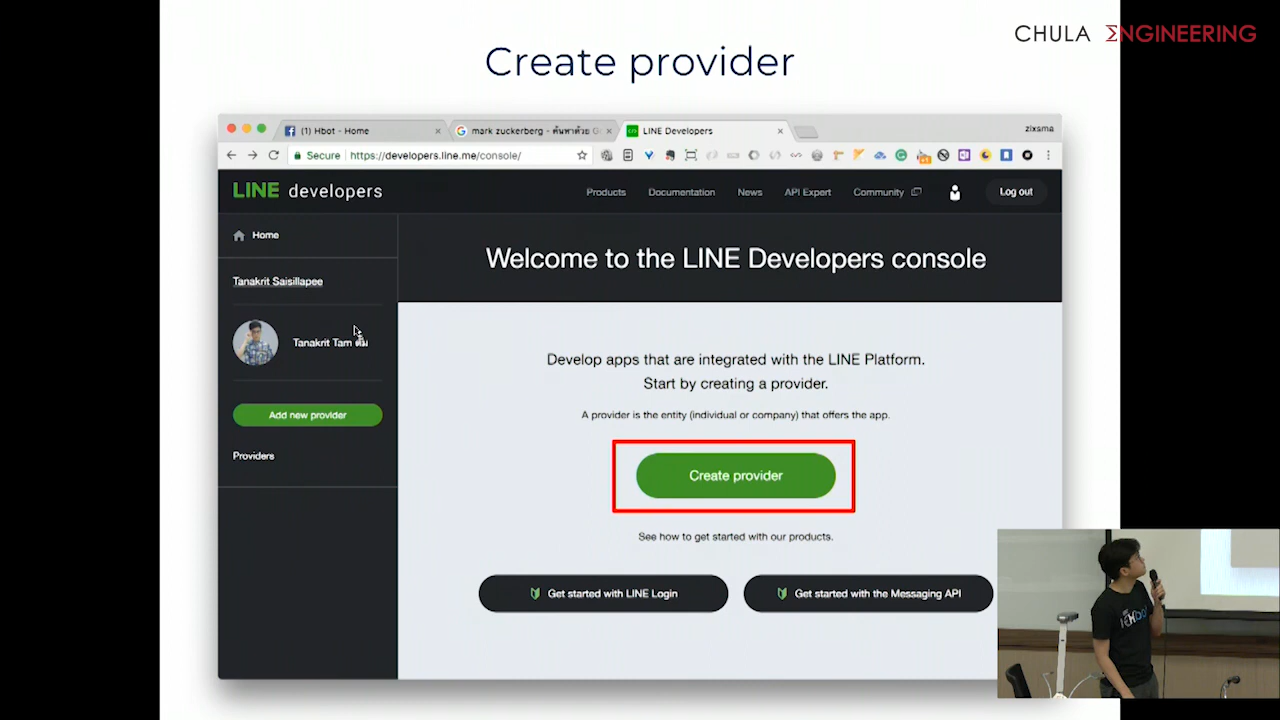 CHULA ENGINEERING
Create provider
(1) Hbot - Home
mark zuckerberg - ค้นหาด้วย G
LINE Developers
zixsma
Secure
https://developers.line.me/console/
LINE developers
Products
Documentation
News
API Expert
Community
Log out
Home
Tanakrit Saisillapee
Tanakrit Tam ตั้ม
Add new provider
Providers
Welcome to the LINE Developers console
Develop apps that are integrated with the LINE Platform.
Start by creating a provider.
A provider is the entity (individual or company) that offers the app.
Create provider
See how to get started with our products.
Get started with LINE Login
Get started with the Messaging API